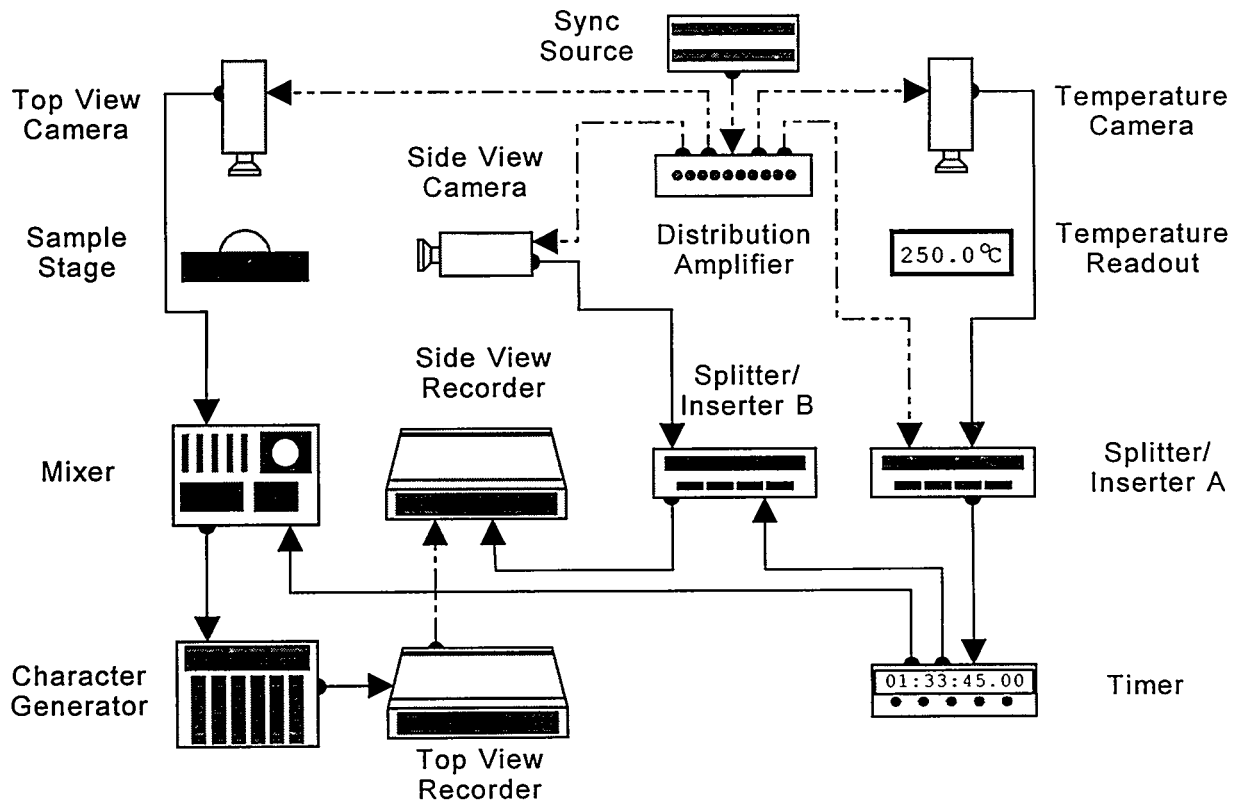 Sync
Source
Top View
Camera
Temperature
Camera
Side View
Camera
Sample
Stage
Distribution
Amplifier
250.0°C
Temperature
Readout
Side View
Recorder
Splitter/
Inserter B
Mixer
Splitter/
Inserter A
Character
Generator
01:33:45.00
Timer
Top View
Recorder